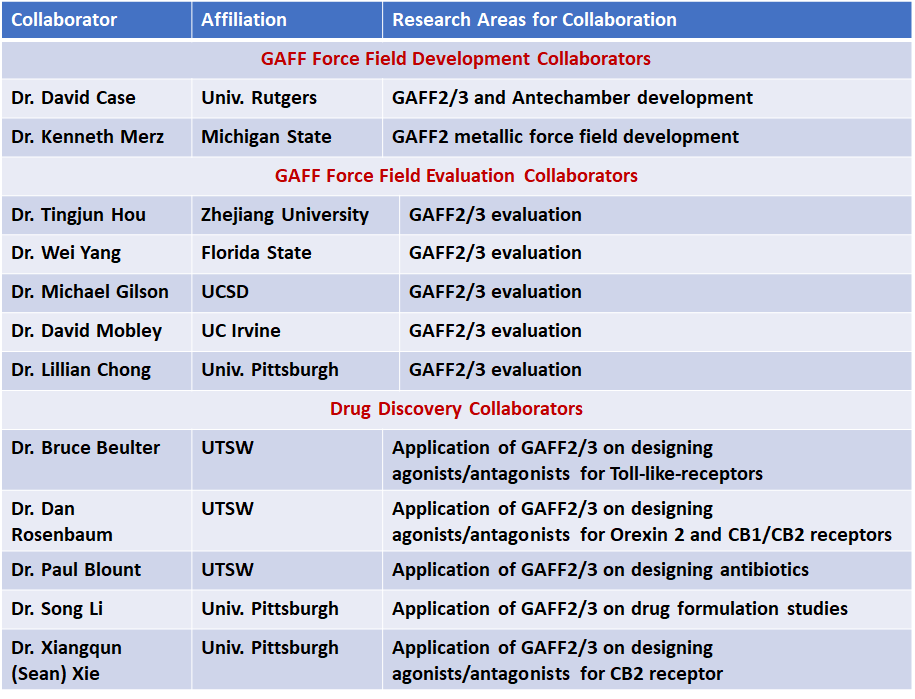 Collaborator Affiliation Research Areas for Collaboration
GAFF Force Field Development Collaborators
Dr. David Case Univ. Rutgers GAFF2/3 and Antechamber development
Dr. Kenneth Merz Michigan State GAFF2 metallic force field development
GAFF Force Field Evaluation Collaborators
Dr. Tingjun Hou Zhejiang University GAFF2/3 evaluation
Dr. Wei Yang Florida State GAFF2/3 evaluation
Dr. Michael Gilson UCSD GAFF2/3 evaluation
Dr. David Mobley UC Irvine GAFF2/3 evaluation
Dr. Lillian Chong Univ. Pittsburgh GAFF2/3 evaluation
Drug Discovery Collaborators
Dr. Bruce Beulter UTSW Application of GAFF2/3 on designing
agonists/antagonists for Toll-like-receptors
Dr. Dan UTSW Application of GAFF2/3 on designing
Rosenbaum agonists/antagonists for Orexin 2 and CB1/CB2 receptors
Dr. Paul Blount UTSW Application of GAFF2/3 on designing antibiotics
Dr. Song Li Univ. Pittsburgh Application of GAFF2/3 on drug formulation studies
Dr. Xiangqun Univ. Pittsburgh Application of GAFF2/3 on designing
(Sean) Xie agonists/antagonists for CB2 receptor